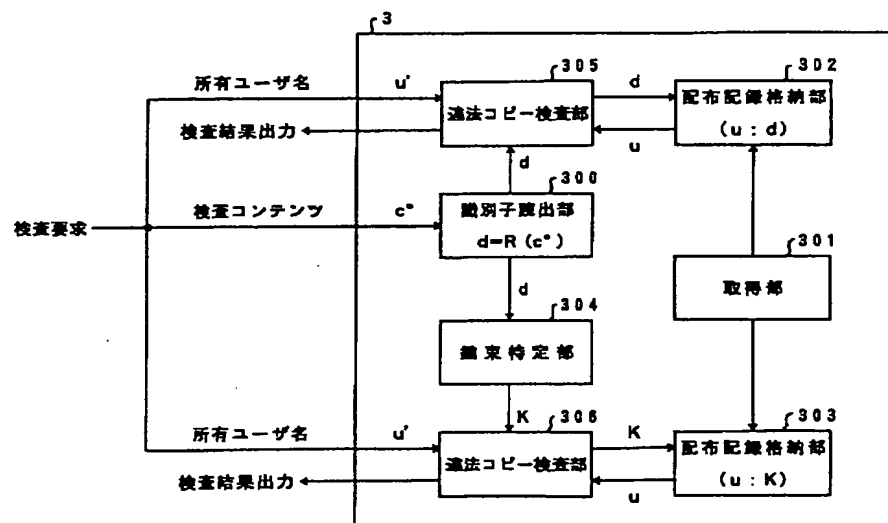 3
305
302
所有ユーザ名
u'
違法コピー検査部
d
配布記録格納部
(u:d)
検査結果出力
u
d
300
検査要求
検査コンテンツ
c*
識別子検出部
d=R(c*)
301
取得部
d
304
鍵束特定部
K
306
303
所有ユーザ名
u'
違法コピー検査部
K
配布記録格納部
(u:K)
検査結果出力
u